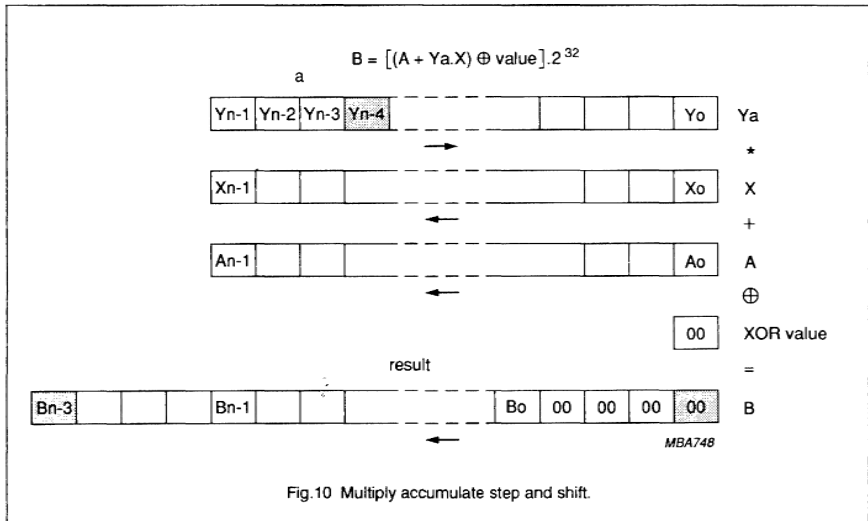 B = [(A + Ya.X) ⊕ value].2^32
a
Yn-1 Yn-2 Yn-3 Yn-4 Yo Ya
*
Xn-1 Xo X
+
An-1 Ao A
⊕
00 XOR value
result =
Bn-3 Bn-1 Bo 00 00 00 00 B
MBA748
Fig.10 Multiply accumulate step and shift.